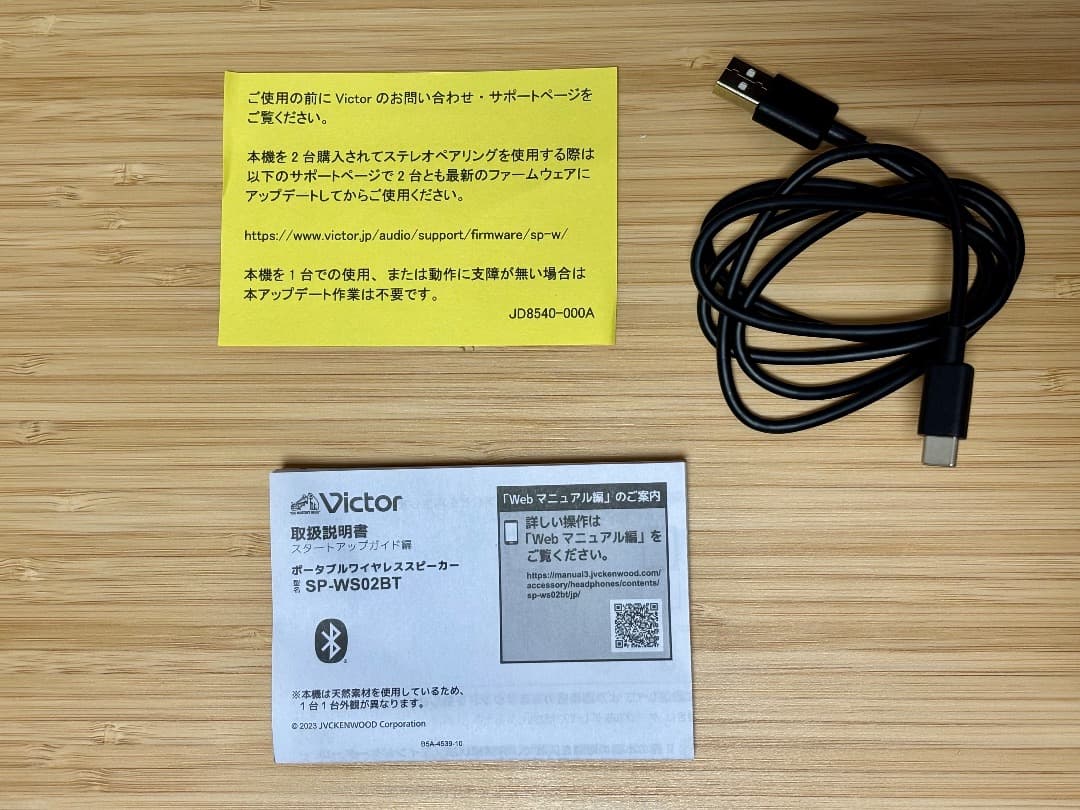 ご使用の前に Victor のお問い合わせ・サポートページを
ご覧ください。
本機を 2 台購入されてステレオペアリングを使用する際は
以下のサポートページで 2 台とも最新のファームウェアに
アップデートしてからご使用ください。
https://www.victor.jp/audio/support/firmware/sp-w/
本機を 1 台での使用、または動作に支障が無い場合は
本アップデート作業は不要です。
JD8540-000A
Victor
取扱説明書
スタートアップガイド編
ポータブルワイヤレススピーカー
型名 SP-WS02BT
※本機は天然素材を使用しているため、
1台1台外観が異なります。
© 2023 JVCKENWOOD Corporation
B5A-4539-10
「Web マニュアル編」のご案内
詳しい操作は
「Web マニュアル編」を
ご覧ください。
https://manual3.jvckenwood.com/
accessory/headphones/contents/
sp-ws02bt/jp/